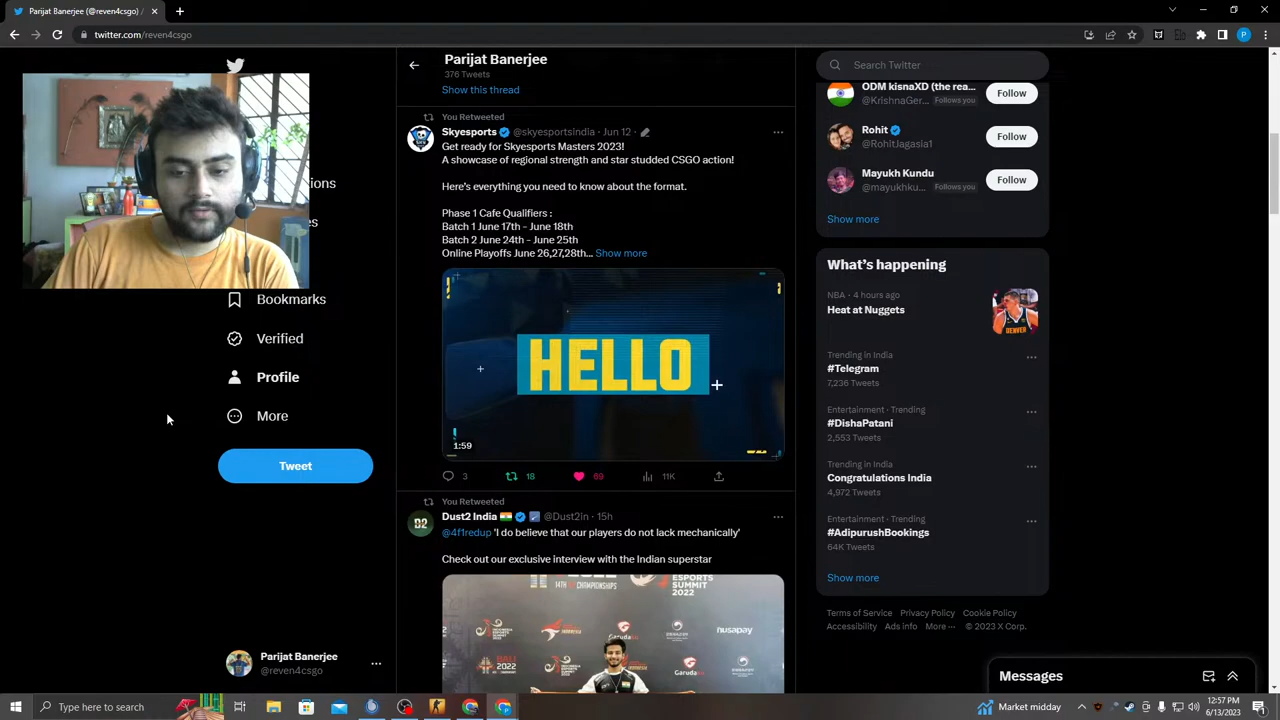 Parijat Banerjee (@reven4csgo) /
twitter.com/reven4csgo
Parijat Banerjee
376 Tweets
Show this thread
You Retweeted
Skyesports @skyesportsindia · Jun 12
Get ready for Skyesports Masters 2023!
A showcase of regional strength and star studded CSGO action!
Here's everything you need to know about the format.
Phase 1 Cafe Qualifiers :
Batch 1 June 17th - June 18th
Batch 2 June 24th - June 25th
Online Playoffs June 26,27,28th... Show more
HELLO
1:59
3 18 69 11K
You Retweeted
Dust2 India @Dust2in · 15h
@4f1redup 'I do believe that our players do not lack mechanically'
Check out our exclusive interview with the Indian superstar
14TH CHAMPIONSHIPS
ESPORTS
SUMMIT
2022
BALI
2022
Garudaku
nusapay
Bookmarks
Verified
Profile
More
Tweet
Parijat Banerjee
@reven4csgo
Search Twitter
ODM kisnaXD (the rea...
@KrishnaGer... Follows you
Follow
Rohit
@RohitJagasia1
Follow
Mayukh Kundu
@mayukhku... Follows you
Follow
Show more
What's happening
NBA · 4 hours ago
Heat at Nuggets
Trending in India
#Telegram
7,236 Tweets
Entertainment · Trending
#DishaPatani
2,553 Tweets
Trending in India
Congratulations India
4,972 Tweets
Entertainment · Trending
#AdipurushBookings
64K Tweets
Show more
Terms of Service Privacy Policy Cookie Policy
Accessibility Ads info More ··· © 2023 X Corp.
Messages
Type here to search
Market midday
12:57 PM
6/13/2023